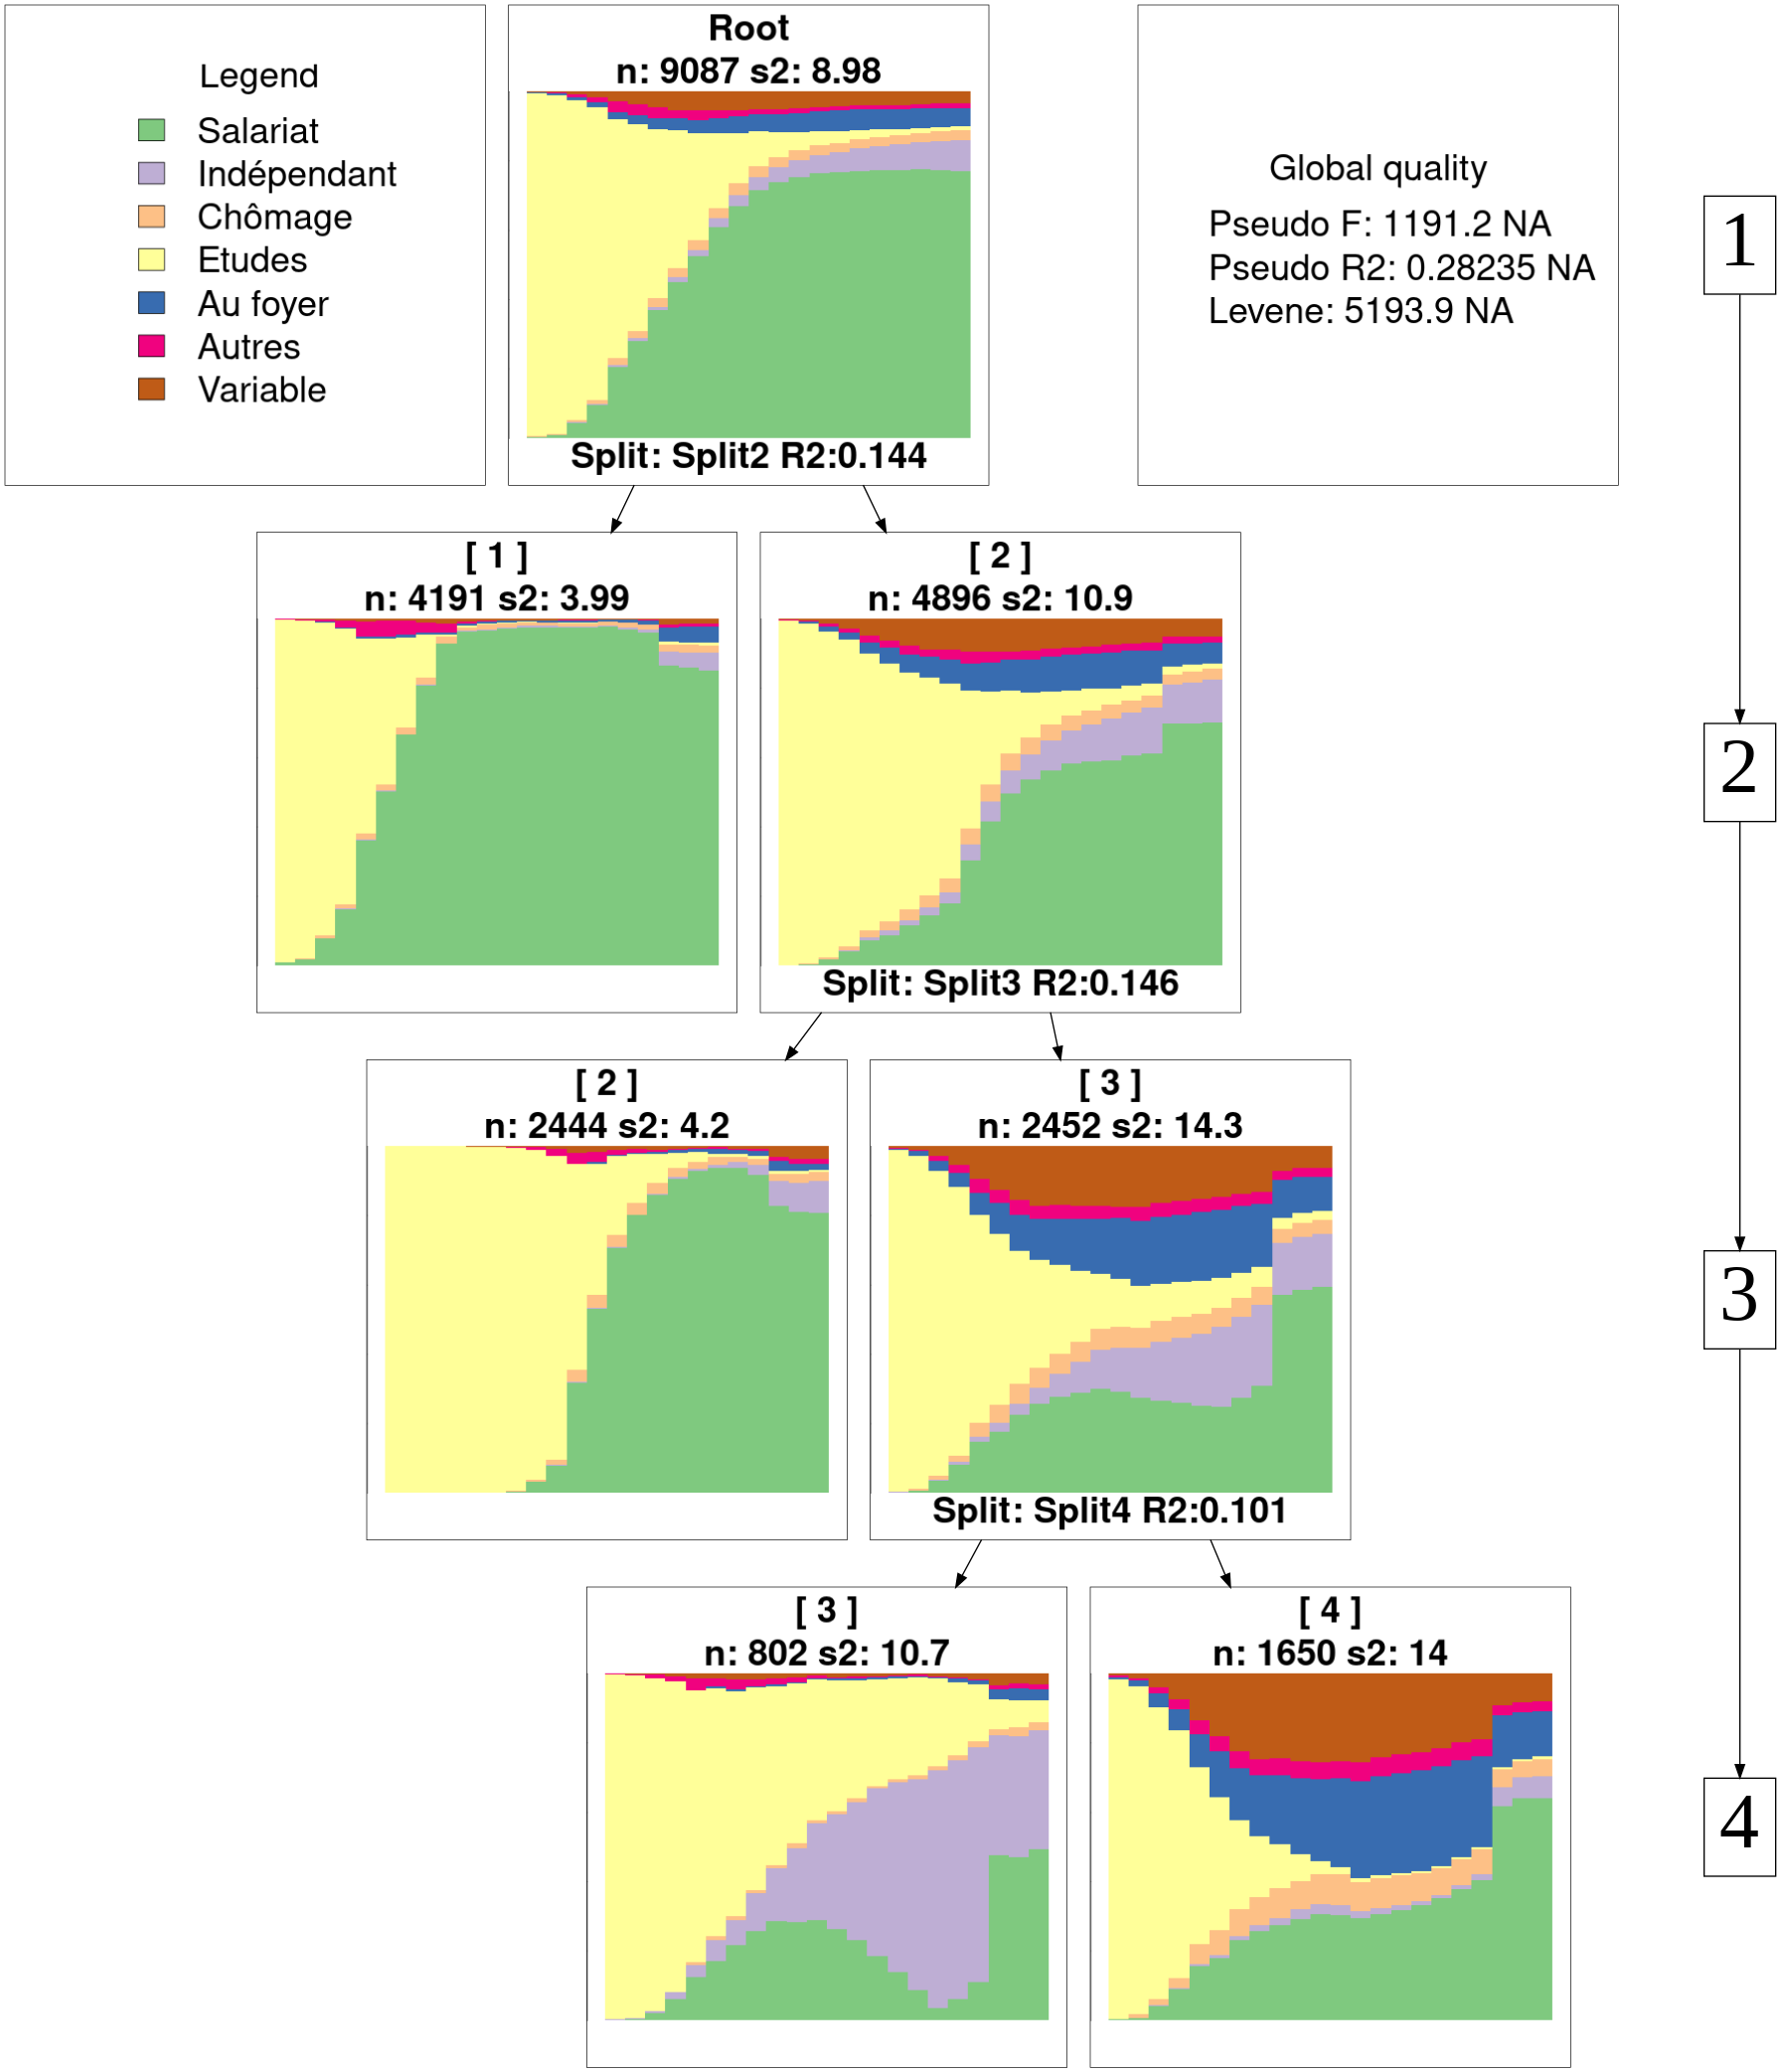 Legend
Salariat
Indépendant
Chômage
Etudes
Au foyer
Autres
Variable
Root
n: 9087 s2: 8.98
Split: Split2 R2:0.144
Global quality
Pseudo F: 1191.2 NA
Pseudo R2: 0.28235 NA
Levene: 5193.9 NA
1
[ 1 ]
n: 4191 s2: 3.99
[ 2 ]
n: 4896 s2: 10.9
Split: Split3 R2:0.146
2
[ 2 ]
n: 2444 s2: 4.2
[ 3 ]
n: 2452 s2: 14.3
Split: Split4 R2:0.101
3
[ 3 ]
n: 802 s2: 10.7
[ 4 ]
n: 1650 s2: 14
4